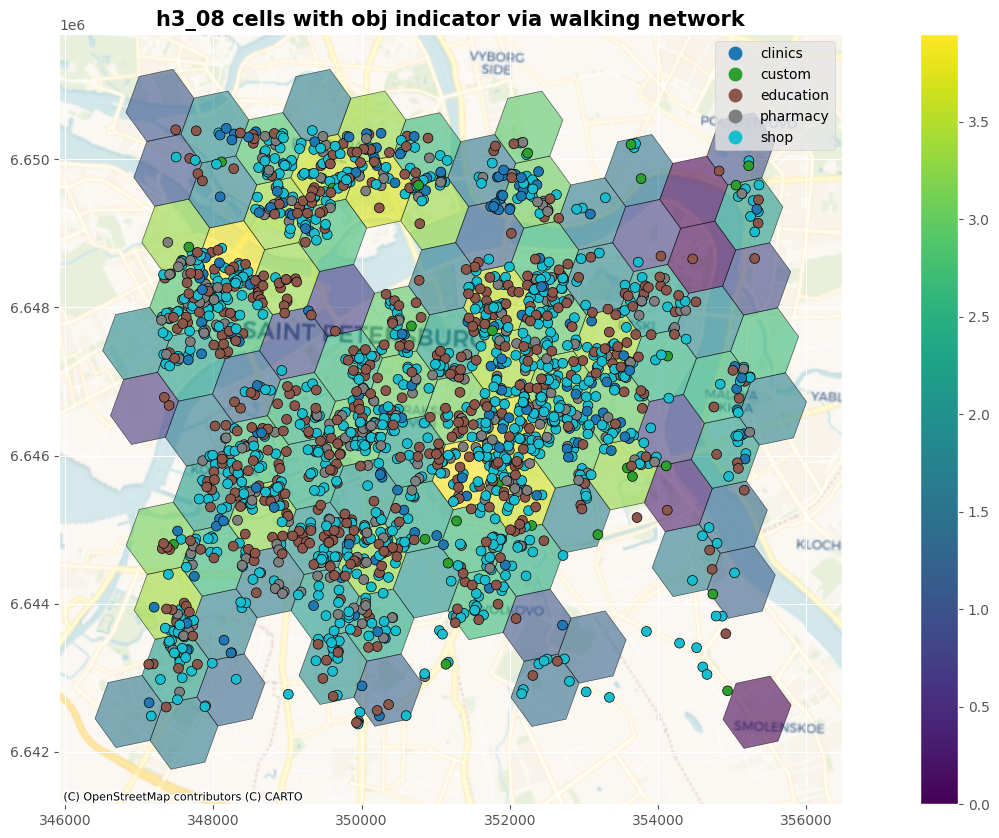 h3_08 cells with obj indicator via walking network
1e6
VYBORG
SIDE
clinics
custom
education
pharmacy
shop
3.5
6.650
3.0
6.648
SAINT PETERSBURG
2.5
2.0
YABL
6.646
1.5
KLOCH
1.0
6.644
VOLKOVO
0.5
6.642
SMOLENSKOE
(C) OpenStreetMap contributors (C) CARTO
0.0
346000 348000 350000 352000 354000 356000